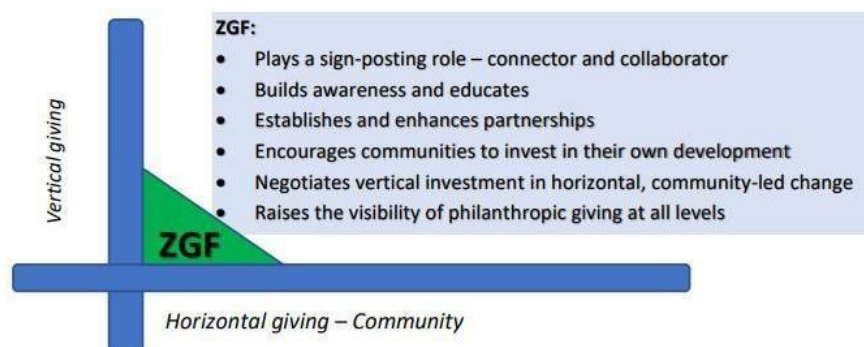 ZGF:
• Plays a sign-posting role – connector and collaborator
• Builds awareness and educates
• Establishes and enhances partnerships
• Encourages communities to invest in their own development
• Negotiates vertical investment in horizontal, community-led change
• Raises the visibility of philanthropic giving at all levels
Vertical giving
ZGF
Horizontal giving – Community